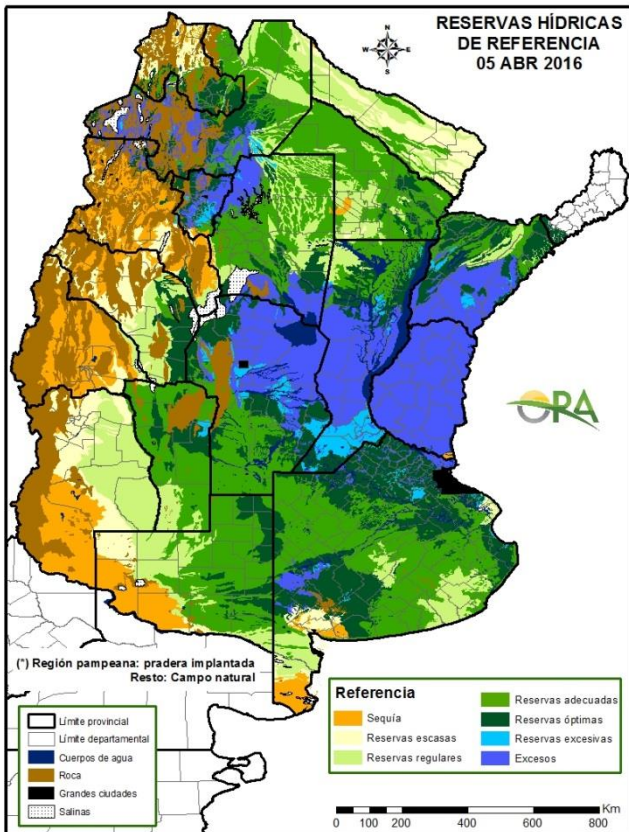 RESERVAS HÍDRICAS
DE REFERENCIA
05 ABR 2016
N
W
E
S
ORA
(*) Región pampeana: pradera implantada
Resto: Campo natural
Límite provincial
Límite departamental
Cuerpos de agua
Roca
Grandes ciudades
Salinas
Referencia
Sequía
Reservas escasas
Reservas regulares
Reservas adecuadas
Reservas óptimas
Reservas excesivas
Excesos
Km
0 50 100 200 400 600 800